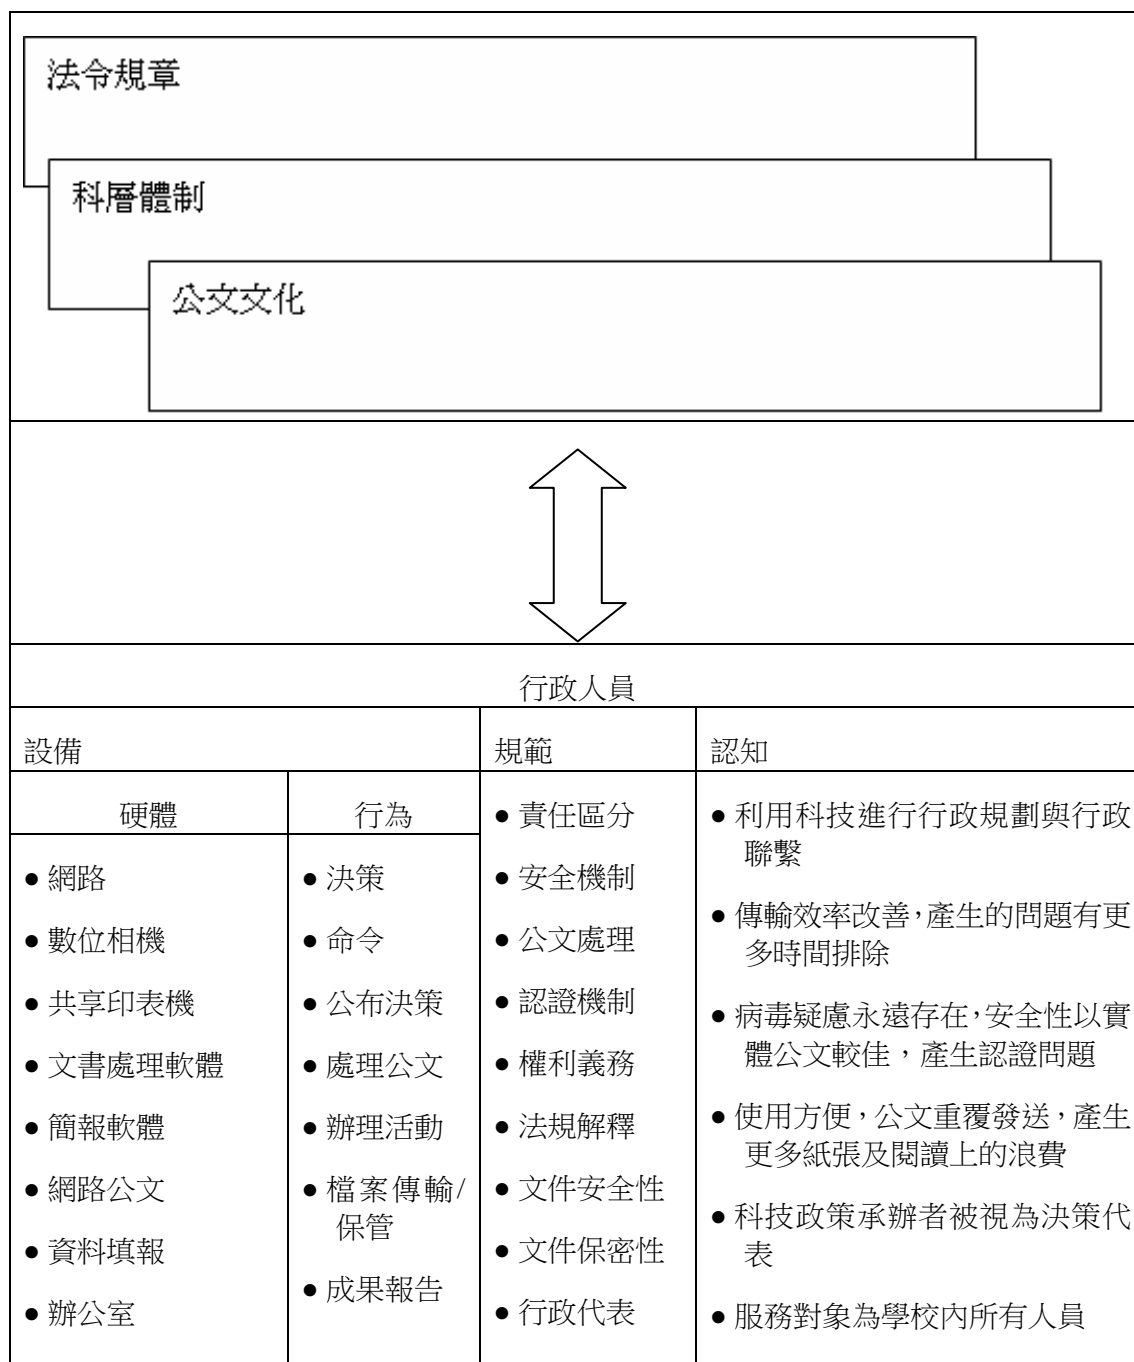 法令規章
科層體制
公文文化
行政人員
設備
規範
認知
硬體
行為
● 網路
● 數位相機
● 共享印表機
● 文書處理軟體
● 簡報軟體
● 網路公文
● 資料填報
● 辦公室
● 決策
● 命令
● 公布決策
● 處理公文
● 辦理活動
● 檔案傳輸/
保管
● 成果報告
● 責任區分
● 安全機制
● 公文處理
● 認證機制
● 權利義務
● 法規解釋
● 文件安全性
● 文件保密性
● 行政代表
● 利用科技進行行政規劃與行政
聯繫
● 傳輸效率改善，產生的問題有更
多時間排除
● 病毒疑慮永遠存在，安全性以實
體公文較佳，產生認證問題
● 使用方便，公文重覆發送，產生
更多紙張及閱讀上的浪費
● 科技政策承辦者被視為決策代
表
● 服務對象為學校內所有人員